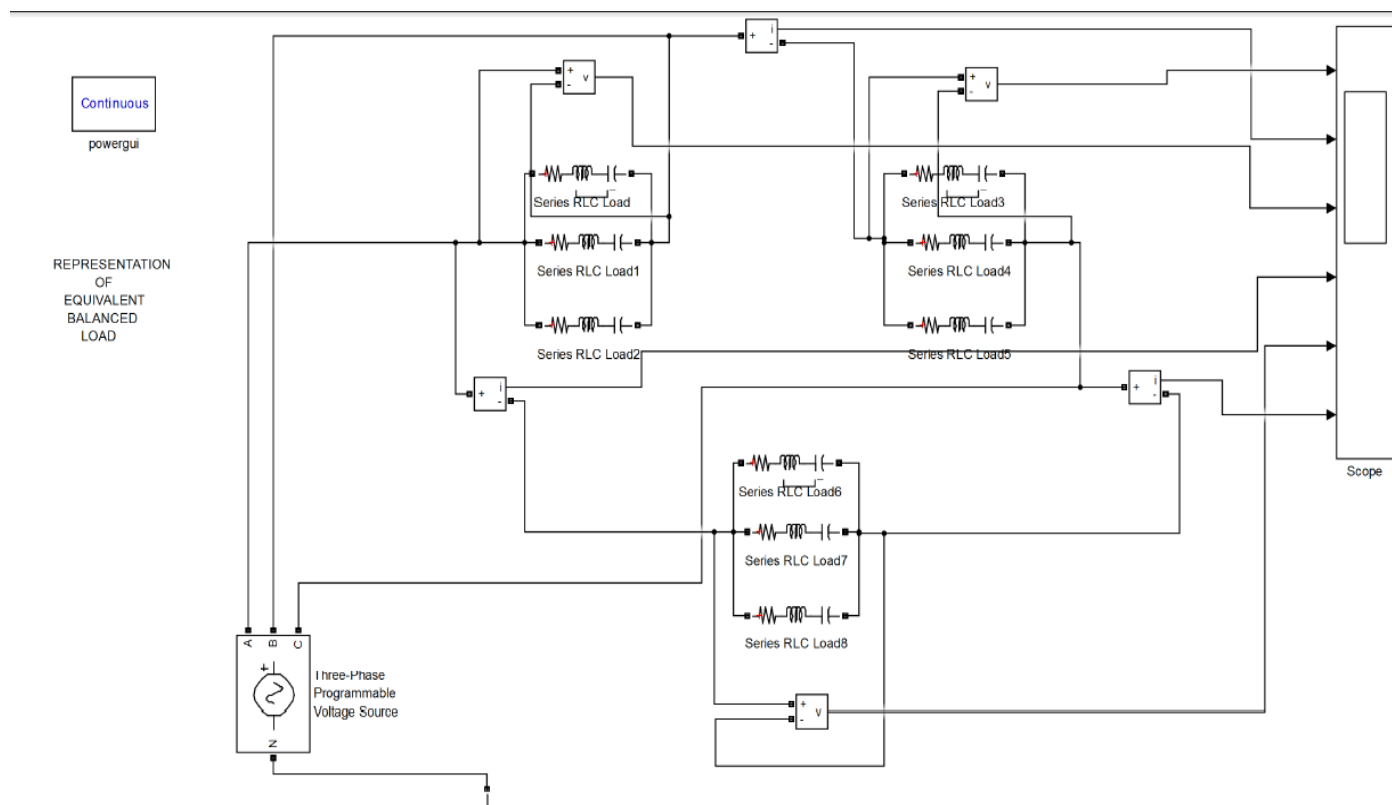 i
+
-
+
-
v
+
-
v
Continuous
powergui
Series RLC Load
Series RLC Load3
REPRESENTATION
OF
EQUIVALENT
BALANCED
LOAD
Series RLC Load1
Series RLC Load4
Series RLC Load2
Series RLC Load5
+
i
-
+
i
-
Scope
Series RLC Load6
Series RLC Load7
Series RLC Load8
A
B
C
+
Three-Phase
Programmable
Voltage Source
N
+
-
v